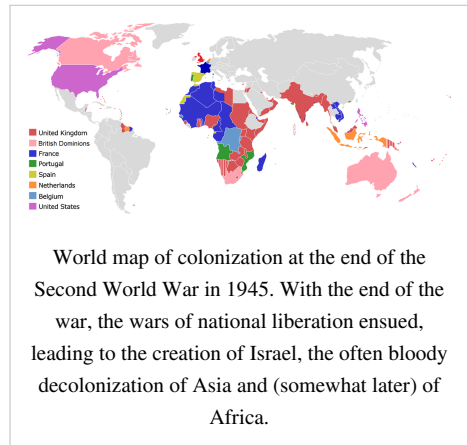 United Kingdom
British Dominions
France
Portugal
Spain
Netherlands
Belgium
United States
World map of colonization at the end of the
Second World War in 1945. With the end of the
war, the wars of national liberation ensued,
leading to the creation of Israel, the often bloody
decolonization of Asia and (somewhat later) of
Africa.